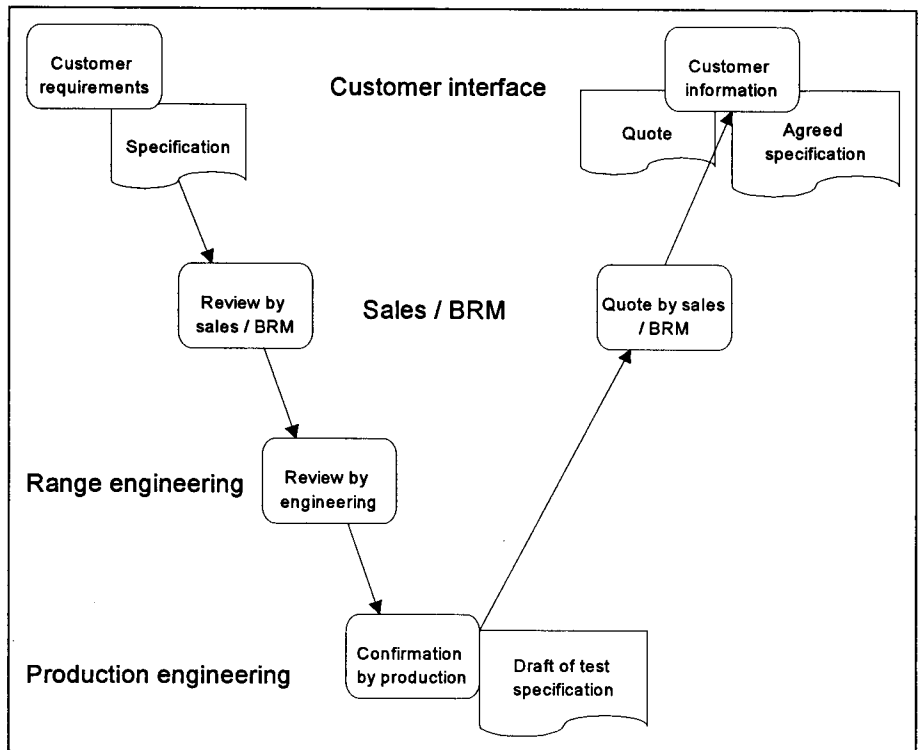 Customer
requirements
Customer interface
Customer
information
Specification
Quote
Agreed
specification
Review by
sales / BRM
Sales / BRM
Quote by sales
/ BRM
Range engineering
Review by
engineering
Production engineering
Confirmation
by production
Draft of test
specification